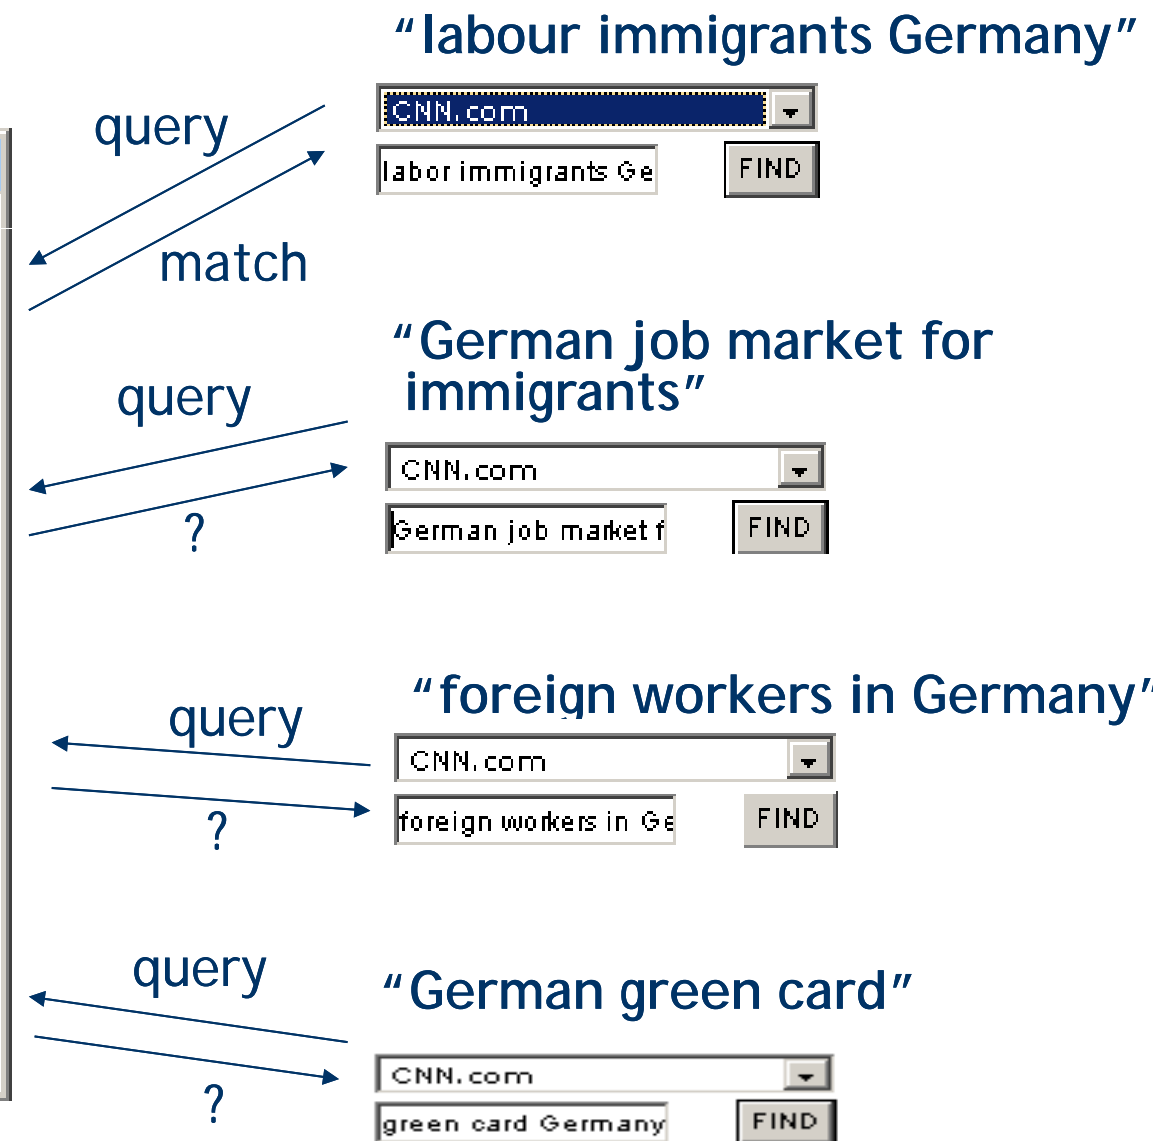 “labour immigrants Germany”
query
CNN.com
labor immigrants Ge
FIND
match
“German job market for
immigrants”
query
CNN.com
German job market f
FIND
?
“foreign workers in Germany”
query
CNN.com
foreign workers in Ge
FIND
?
query
“German green card”
CNN.com
green card Germany
FIND
?